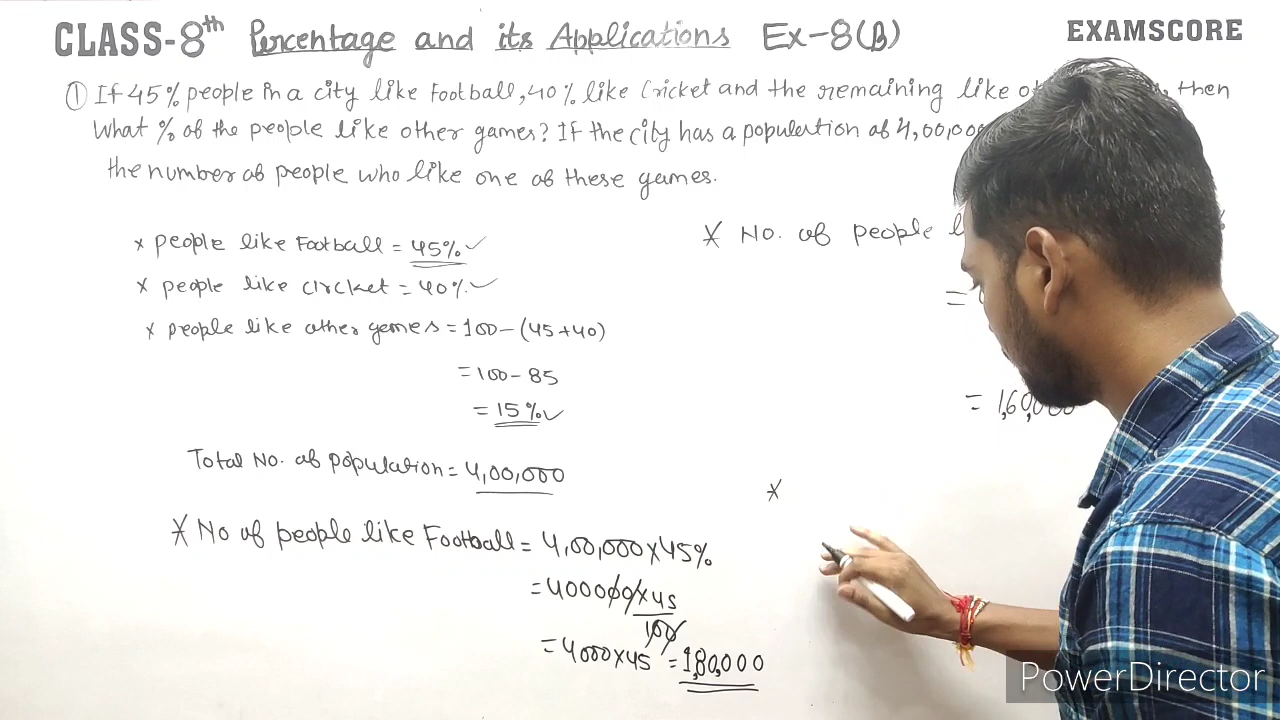 CLASS-8th Percentage and its Applications Ex-8(B)
EXAMSCORE
① If 45% people in a city like Football, 40% like Cricket and the remaining like then
What % of the people like other games? If the city has a population of 4,00,000
the number of people who like one of these games.
* people like Football = 45% ✓
* people like Circket = 40% ✓
* people like other games = 100 - (45+40)
= 100 - 85
= 15% ✓
Total No. of population = 4,00,000
* No of people like Football = 4,00,000 × 45%
= 400000 × 45
100
= 4000 × 45 = 1,80,000
* No. of people
=
= 1,60,000
*
PowerDirector